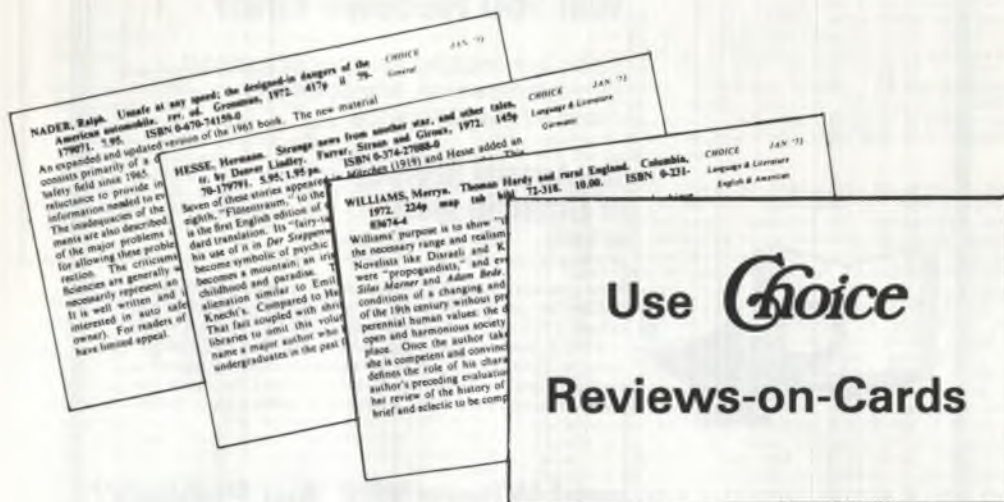 NADER, Ralph. Unsafe at any speed; the designed-in dangers of the
American automobile. rev. ed. Grossman, 1972. 417p il 79-
179071. 7.95. ISBN 0-670-74159-0
CHOICE JAN. '73
General
An expanded and updated version of the 1965 book. The new material
consists primarily of a
safety field since 1965.
reluctance to provide in
information needed to ev
The inadequacies of the
ments are also described
of the major problems
for allowing these proble
rection. The criticisms
ficiencies are generally
necessarily represent an
It is well written and
interested in auto safe
owner). For readers of
have limited appeal.
HESSE, Hermann. Strange news from another star, and other tales,
tr. by Denver Lindley. Farrar, Straus and Giroux, 1972. 145p
70-179791. 5.95; 1.95 pa. ISBN 0-374-27088-0
CHOICE JAN. '73
Language & Literature
Germanic
Seven of these stories appeared in Märchen (1919) and Hesse added an
eighth, "Flötentraum," to the
is the first English edition of
dard translation. Its "fairy-ta
his use of it in Der Steppenw
become symbolic of psychic
becomes a mountain, an iris
childhood and paradise. T
alienation similar to Emil
Knecht's. Compared to He
That fact coupled with shri
libraries to omit this volu
name a major author who
undergraduates in the past
WILLIAMS, Merryn. Thomas Hardy and rural England. Columbia,
1972. 224p map tab bibl 72-318. 10.00. ISBN 0-231-
03674-4
CHOICE JAN. '73
Language & Literature
English & American
Williams' purpose is to show
the necessary range and realism
Novelists like Disraeli and K
were "propagandists," and ev
Silas Marner and Adam Bede,
conditions of a changing and
of the 19th century without pre
perennial human values: the d
open and harmonious society
place. Once the author take
she is competent and convinc
defines the role of his chara
author's preceding evaluation
her review of the history of
brief and eclectic to be comp
Use Choice
Reviews-on-Cards